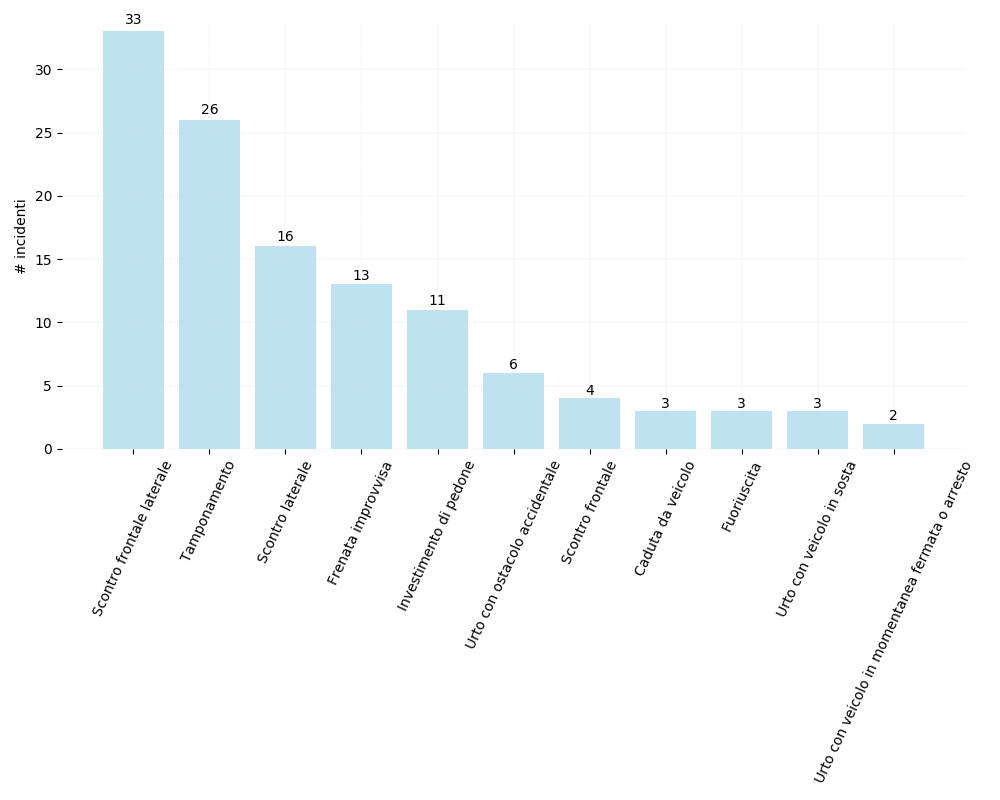 33
26
16
13
11
6
4
3
3
3
2
30
25
20
15
10
5
0
# incidenti
Scontro frontale laterale
Tamponamento
Scontro laterale
Frenata improvvisa
Investimento di pedone
Urto con ostacolo accidentale
Scontro frontale
Caduta da veicolo
Fuoriuscita
Urto con veicolo in sosta
Urto con veicolo in momentanea fermata o arresto